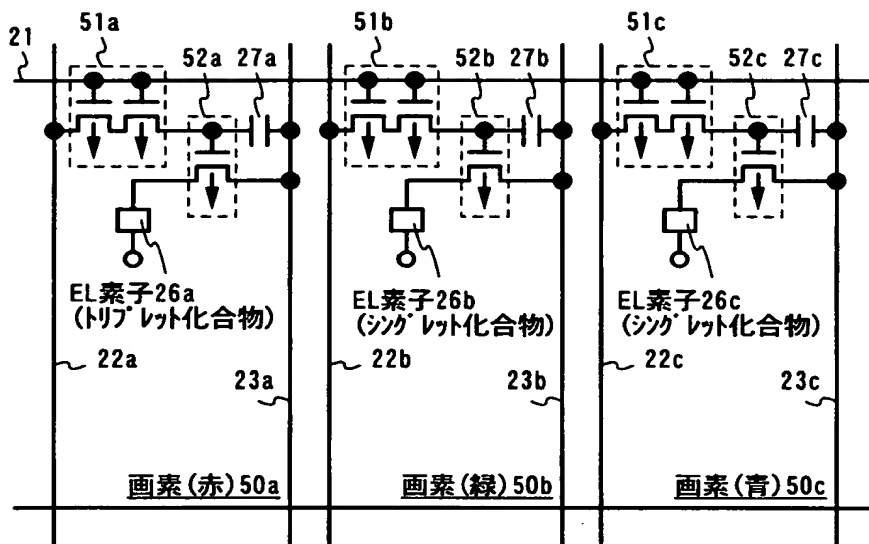 51a 51b 51c
21 52a 27a 52b 27b 52c 27c
EL素子26a
(トリプレット化合物)
EL素子26b
(シングレット化合物)
EL素子26c
(シングレット化合物)
22a 23a 22b 23b 22c 23c
画素(赤)50a 画素(緑)50b 画素(青)50c